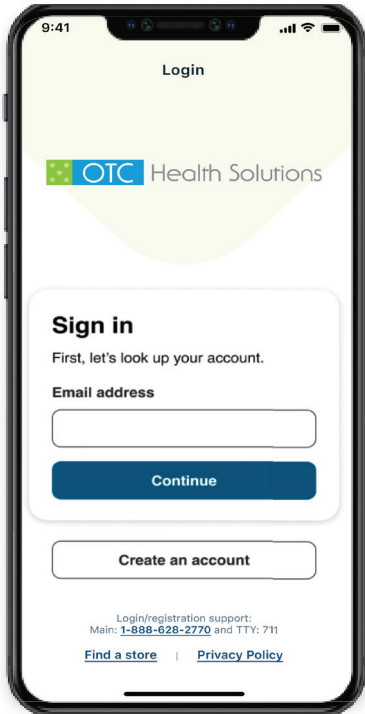 9:41
Login
OTC Health Solutions
Sign in
First, let's look up your account.
Email address
Continue
Create an account
Login/registration support:
Main: 1-888-628-2770 and TTY: 711
Find a store | Privacy Policy